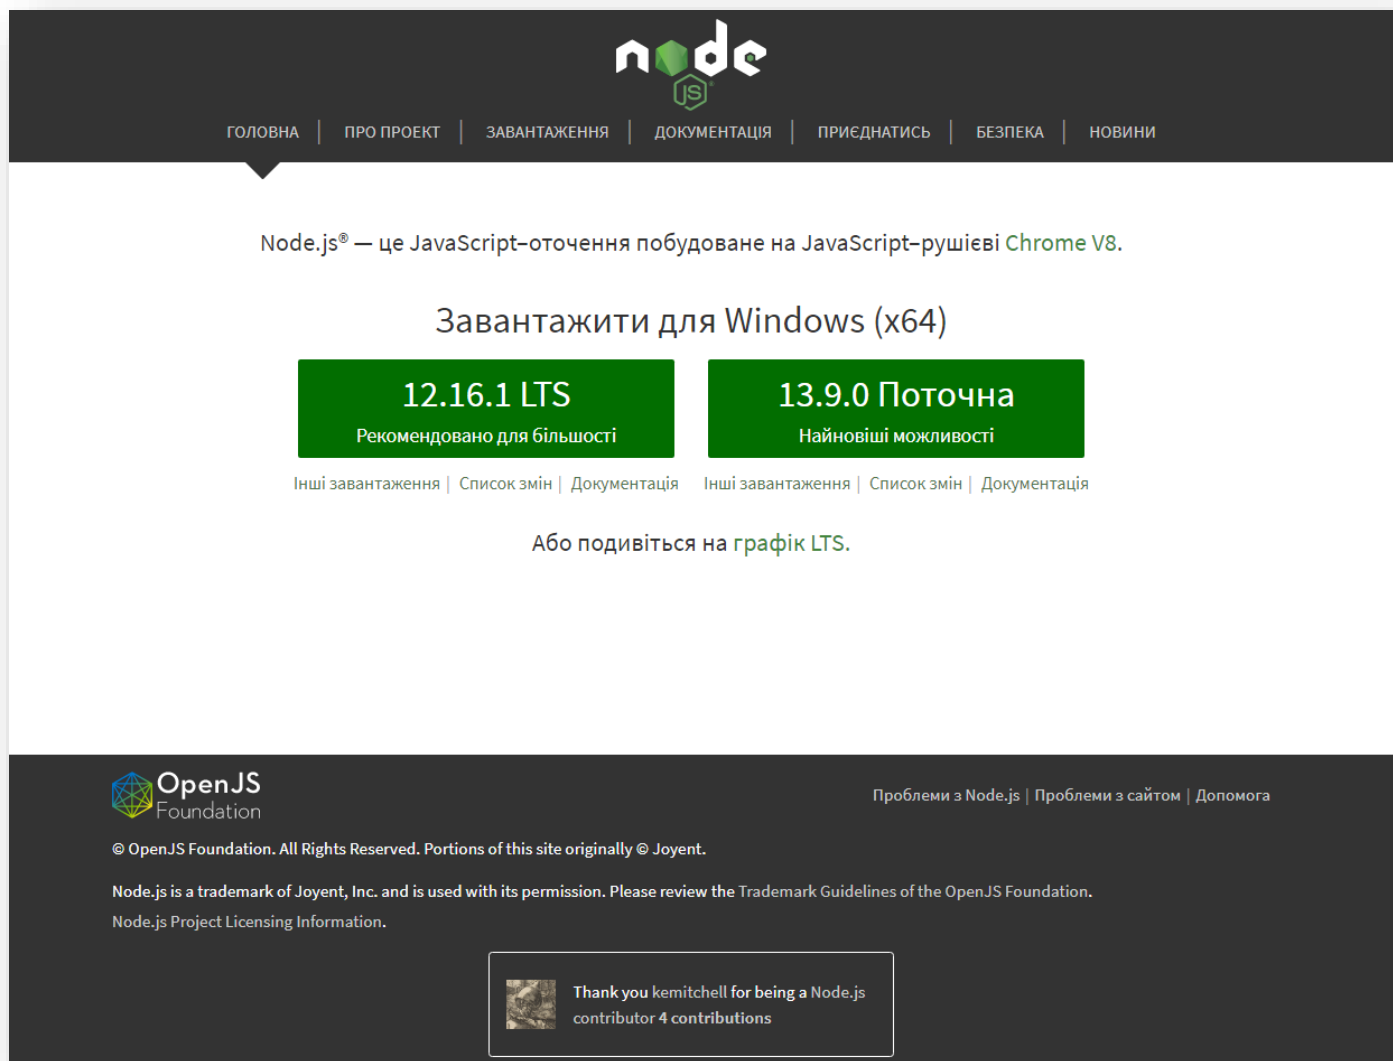 node
JS
ГОЛОВНА | ПРО ПРОЕКТ | ЗАВАНТАЖЕННЯ | ДОКУМЕНТАЦІЯ | ПРИЄДНАТИСЬ | БЕЗПЕКА | НОВИНИ
Node.js® — це JavaScript–оточення побудоване на JavaScript–рушієві Chrome V8.
Завантажити для Windows (x64)
12.16.1 LTS
Рекомендовано для більшості
13.9.0 Поточна
Найновіші можливості
Інші завантаження | Список змін | Документація
Інші завантаження | Список змін | Документація
Або подивіться на графік LTS.
OpenJS
Foundation
Проблеми з Node.js | Проблеми з сайтом | Допомога
© OpenJS Foundation. All Rights Reserved. Portions of this site originally © Joyent.
Node.js is a trademark of Joyent, Inc. and is used with its permission. Please review the Trademark Guidelines of the OpenJS Foundation.
Node.js Project Licensing Information.
Thank you kemitchell for being a Node.js
contributor 4 contributions